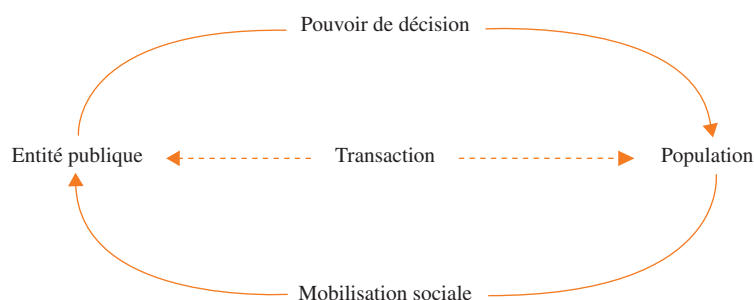 Pouvoir de décision
Entité publique
Transaction
Population
Mobilisation sociale